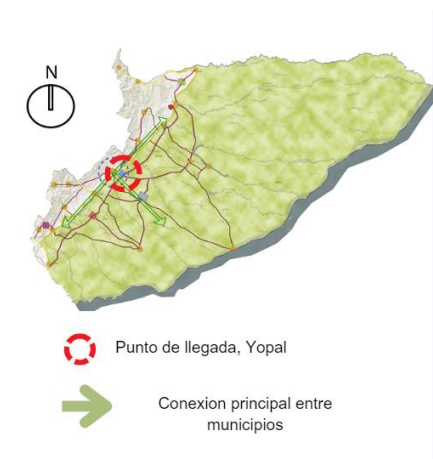 N
Punto de llegada, Yopal
Conexion principal entre
municipios